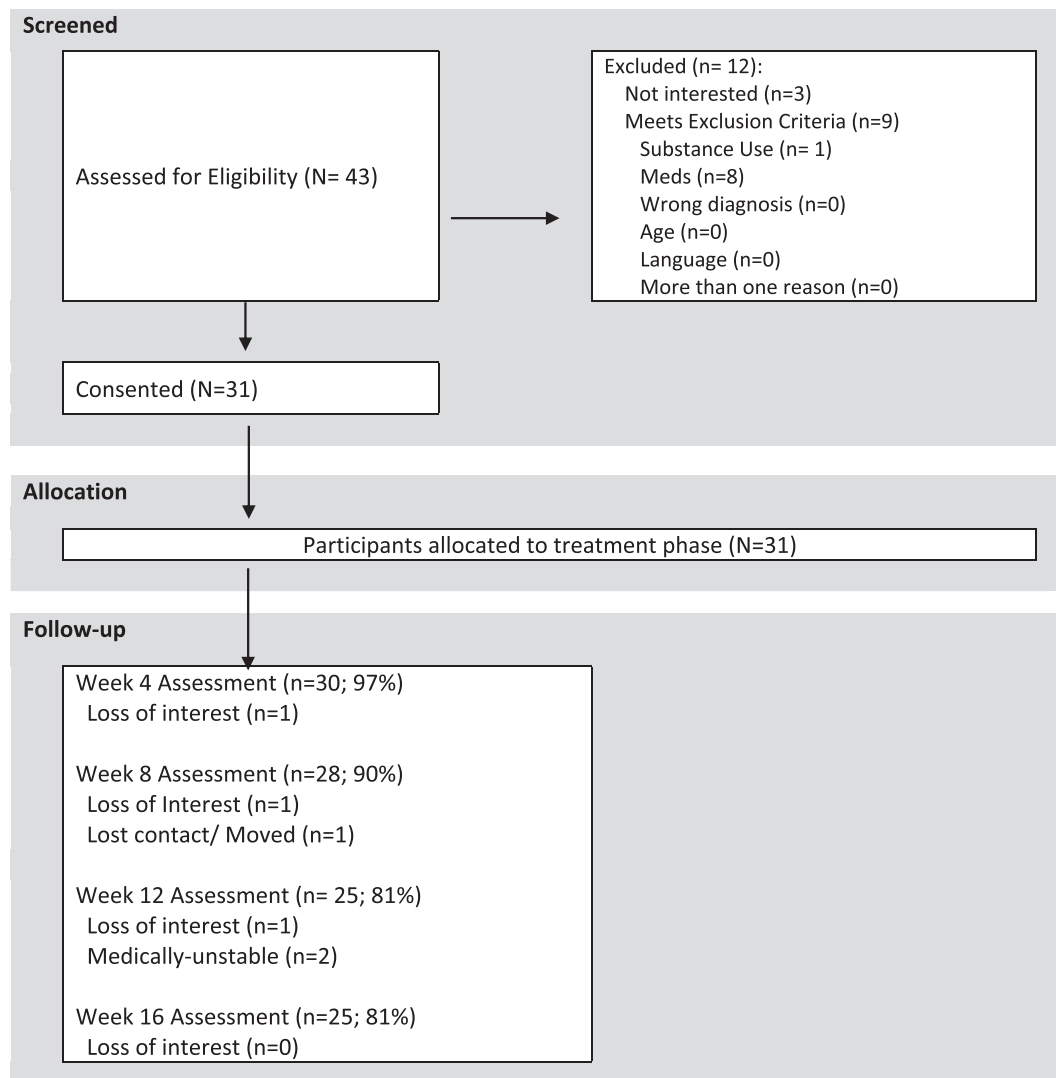 Screened
Assessed for Eligibility (N= 43)
Excluded (n= 12):
Not interested (n=3)
Meets Exclusion Criteria (n=9)
Substance Use (n= 1)
Meds (n=8)
Wrong diagnosis (n=0)
Age (n=0)
Language (n=0)
More than one reason (n=0)
Consented (N=31)
Allocation
Participants allocated to treatment phase (N=31)
Follow-up
Week 4 Assessment (n=30; 97%)
Loss of interest (n=1)
Week 8 Assessment (n=28; 90%)
Loss of Interest (n=1)
Lost contact/ Moved (n=1)
Week 12 Assessment (n= 25; 81%)
Loss of interest (n=1)
Medically-unstable (n=2)
Week 16 Assessment (n=25; 81%)
Loss of interest (n=0)